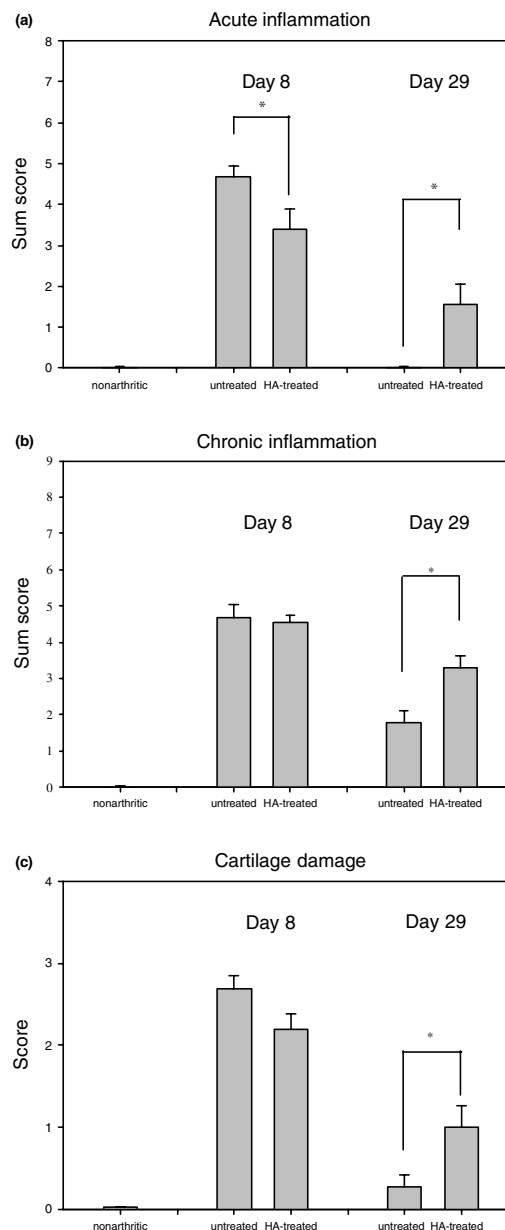 (a) Acute inflammation
8
7
6
5
4
3
2
1
0
Sum score
Day 8 Day 29
* *
nonarthritic untreated HA-treated untreated HA-treated
(b) Chronic inflammation
9
8
7
6
5
4
3
2
1
0
Sum score
Day 8 Day 29
*
nonarthritic untreated HA-treated untreated HA-treated
(c) Cartilage damage
4
3
2
1
0
Score
Day 8 Day 29
*
nonarthritic untreated HA-treated untreated HA-treated